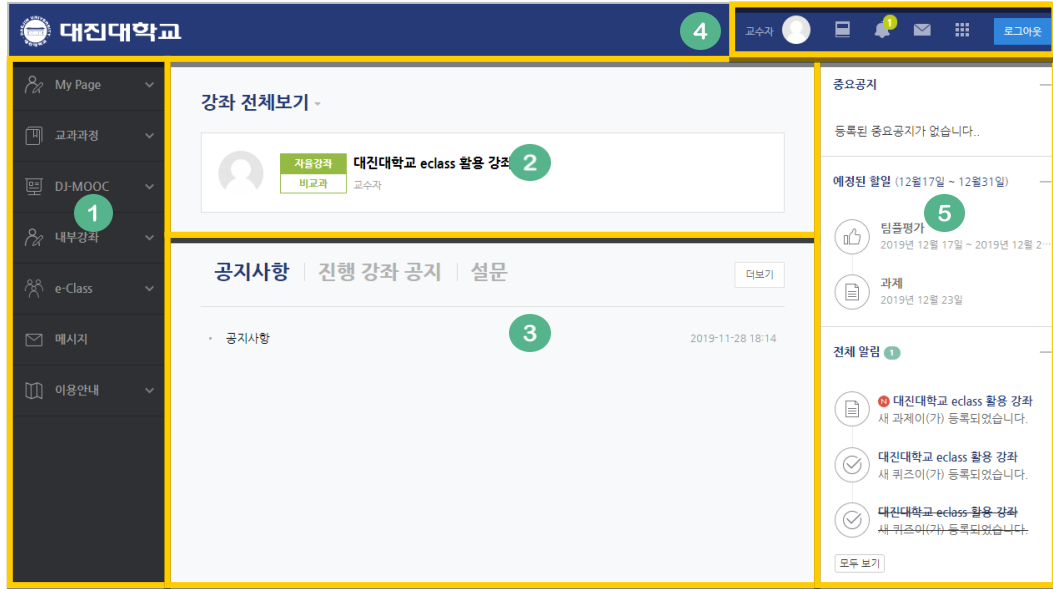 대진대학교
4
교수자
1
로그아웃
My Page
교과과정
DJ-MOOC
1
내부강좌
e-Class
메시지
이용안내
강좌 전체보기
자율강좌
비교과
대진대학교 eclass 활용 강좌
2
교수자
공지사항
진행 강좌 공지
설문
더보기
공지사항
3
2019-11-28 18:14
중요공지
등록된 중요공지가 없습니다..
예정된 할일 (12월17일 ~ 12월31일)
5
팀플평가
2019년 12월 17일 ~ 2019년 12월 2…
과제
2019년 12월 23일
전체 알림 1
N 대진대학교 eclass 활용 강좌
새 과제이(가) 등록되었습니다.
대진대학교 eclass 활용 강좌
새 퀴즈이(가) 등록되었습니다.
대진대학교 eclass 활용 강좌
새 퀴즈이(가) 등록되었습니다.
모두 보기